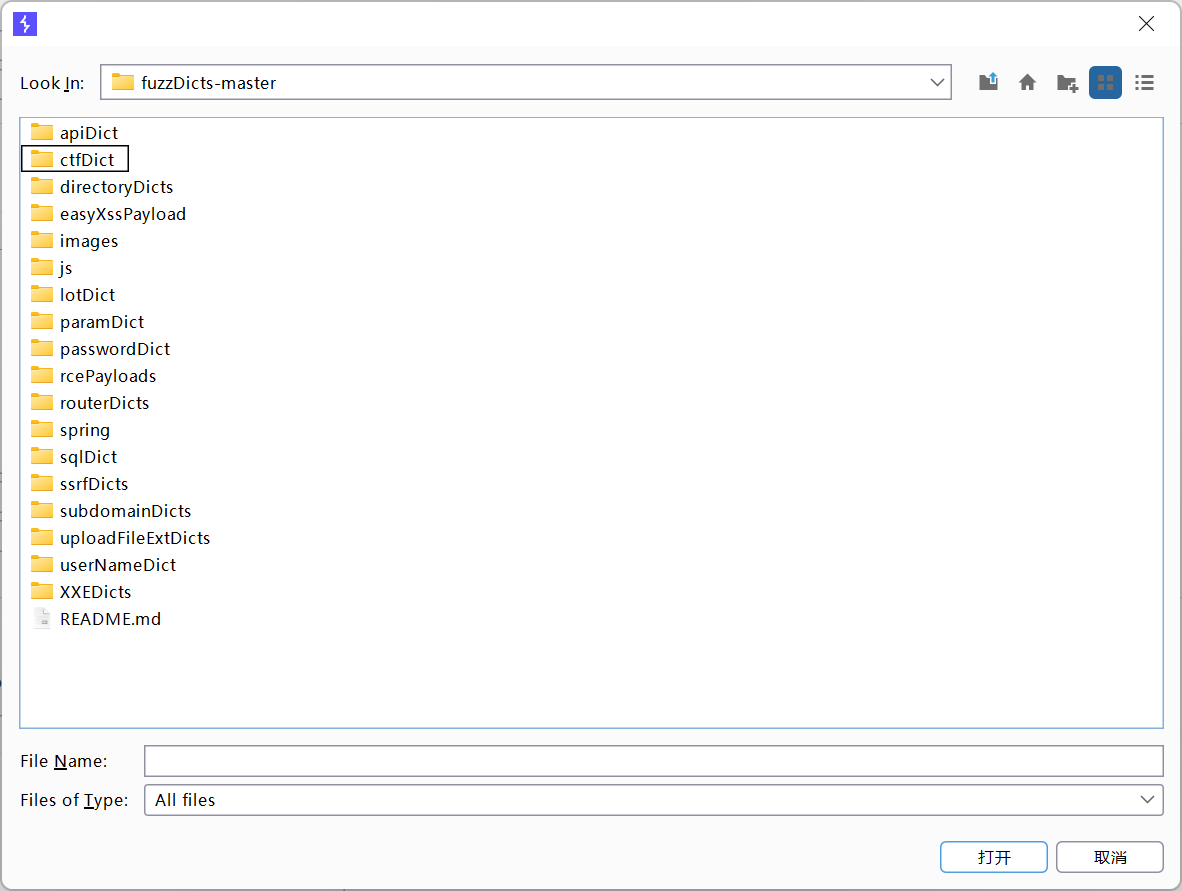 Look In: fuzzDicts-master
apiDict
ctfDict
directoryDicts
easyXssPayload
images
js
lotDict
paramDict
passwordDict
rcePayloads
routerDicts
spring
sqlDict
ssrfDicts
subdomainDicts
uploadFileExtDicts
userNameDict
XXEDicts
README.md
File Name:
Files of Type: All files
打开 取消